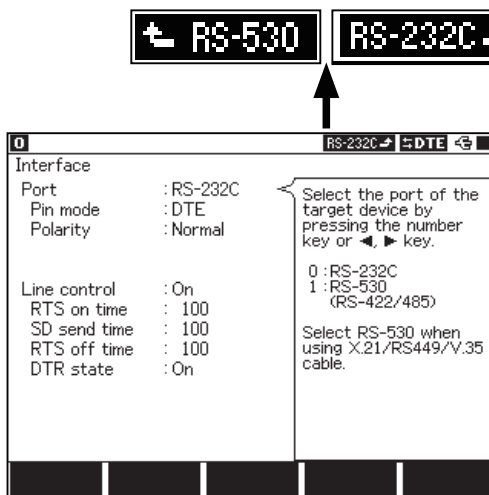 RS-530
RS-232C
0
RS-232C
DTE
Interface
Port :RS-232C
Pin mode :DTE
Polarity :Normal
Line control :On
RTS on time : 100
SD send time : 100
RTS off time : 100
DTR state :On
Select the port of the
target device by
pressing the number
key or ◄, ► key.
0 :RS-232C
1 :RS-530
(RS-422/485)
Select RS-530 when
using X.21/RS449/V.35
cable.